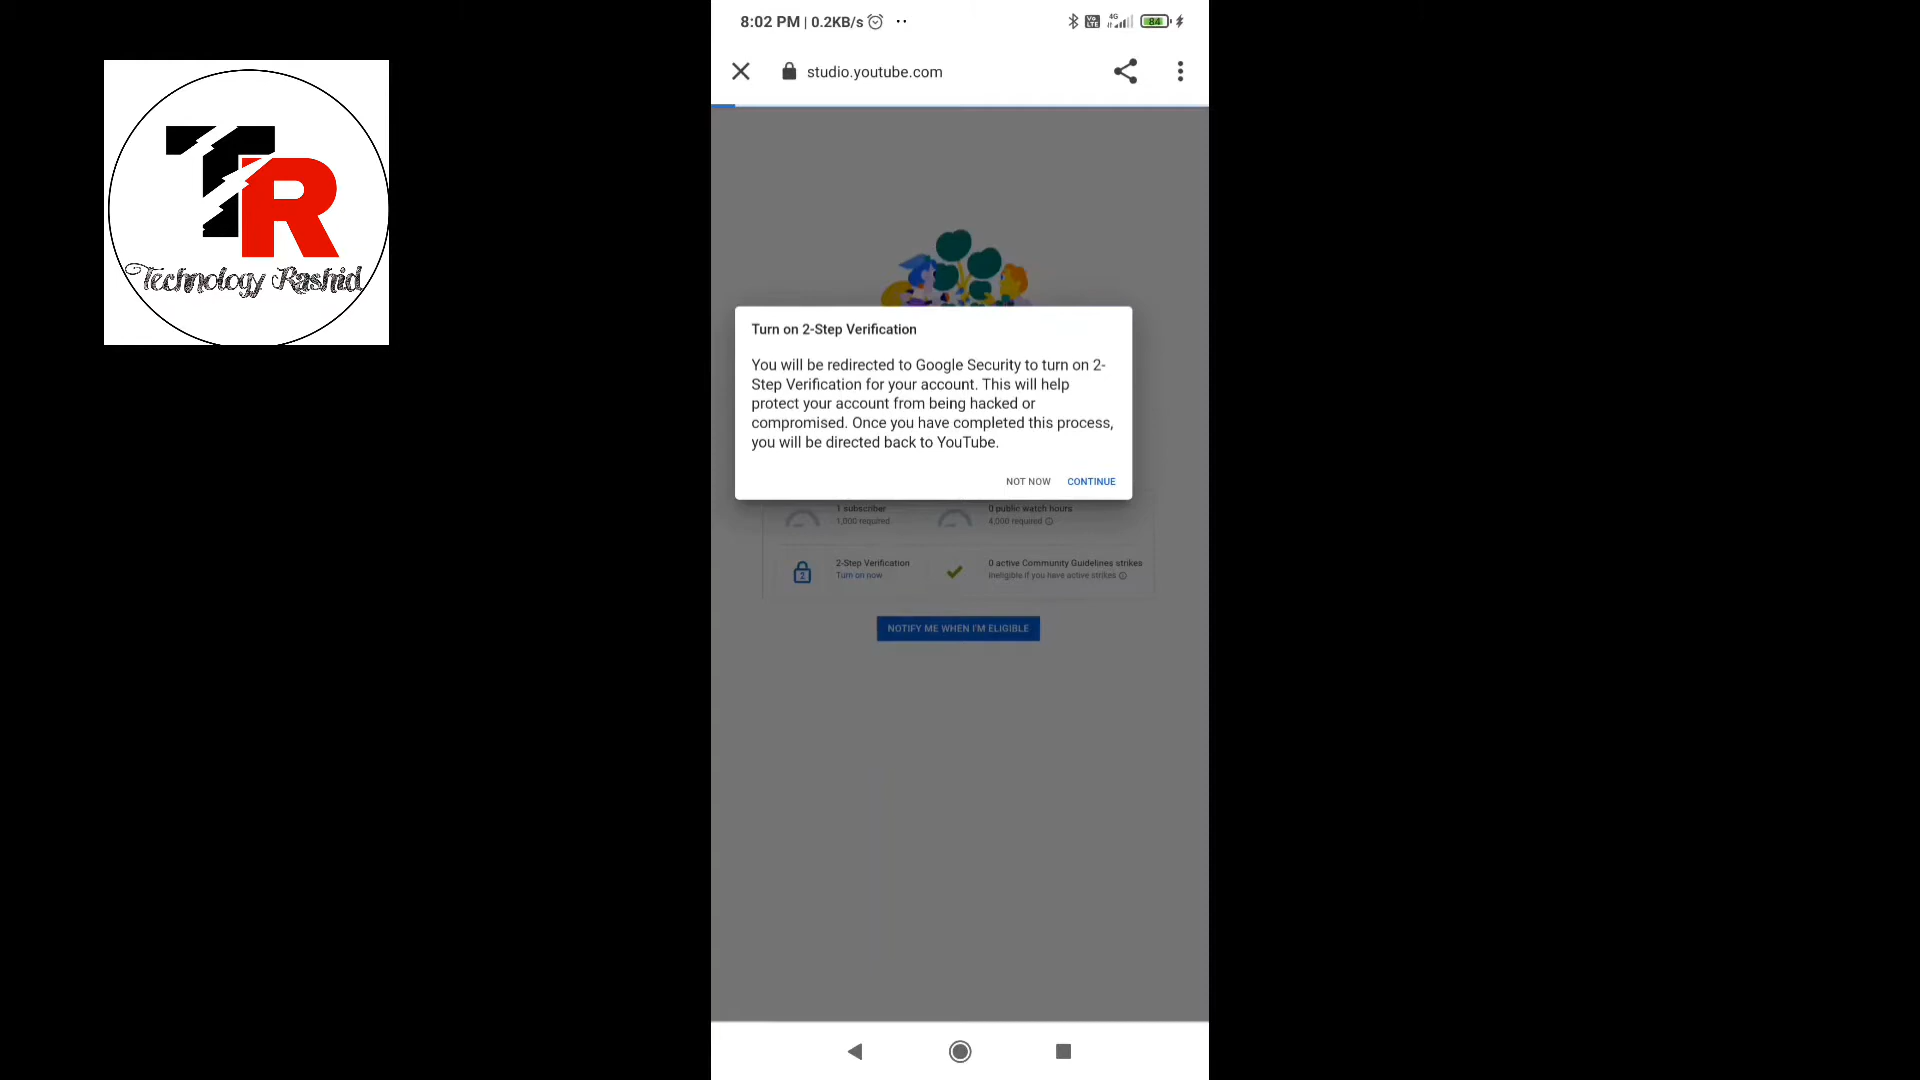 8:02 PM | 0.2KB/s
4G
84
studio.youtube.com
TR
Technology Rashid
Turn on 2-Step Verification
You will be redirected to Google Security to turn on 2-
Step Verification for your account. This will help
protect your account from being hacked or
compromised. Once you have completed this process,
you will be directed back to YouTube.
NOT NOW CONTINUE
1 subscriber
1,000 required
0 public watch hours
4,000 required
2
2-Step Verification
Turn on now
0 active Community Guidelines strikes
Ineligible if you have active strikes
NOTIFY ME WHEN I'M ELIGIBLE